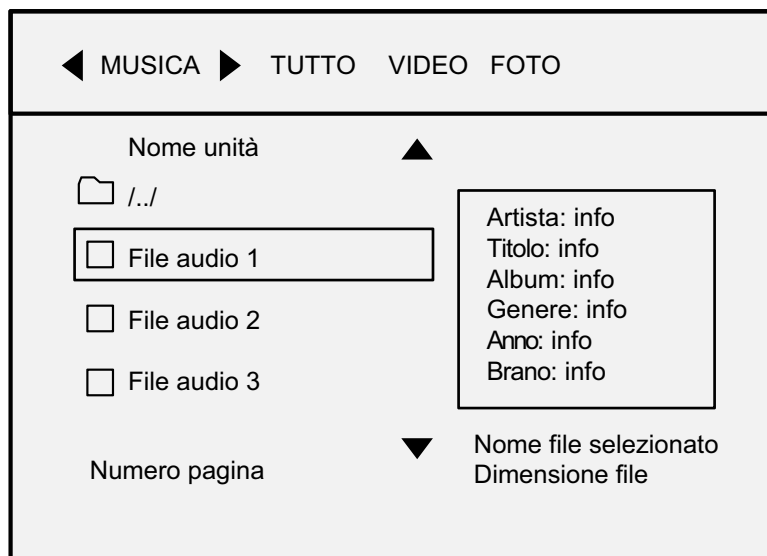 MUSICA TUTTO VIDEO FOTO
Nome unità
/../
File audio 1
File audio 2
File audio 3
Numero pagina
Artista: info
Titolo: info
Album: info
Genere: info
Anno: info
Brano: info
Nome file selezionato
Dimensione file